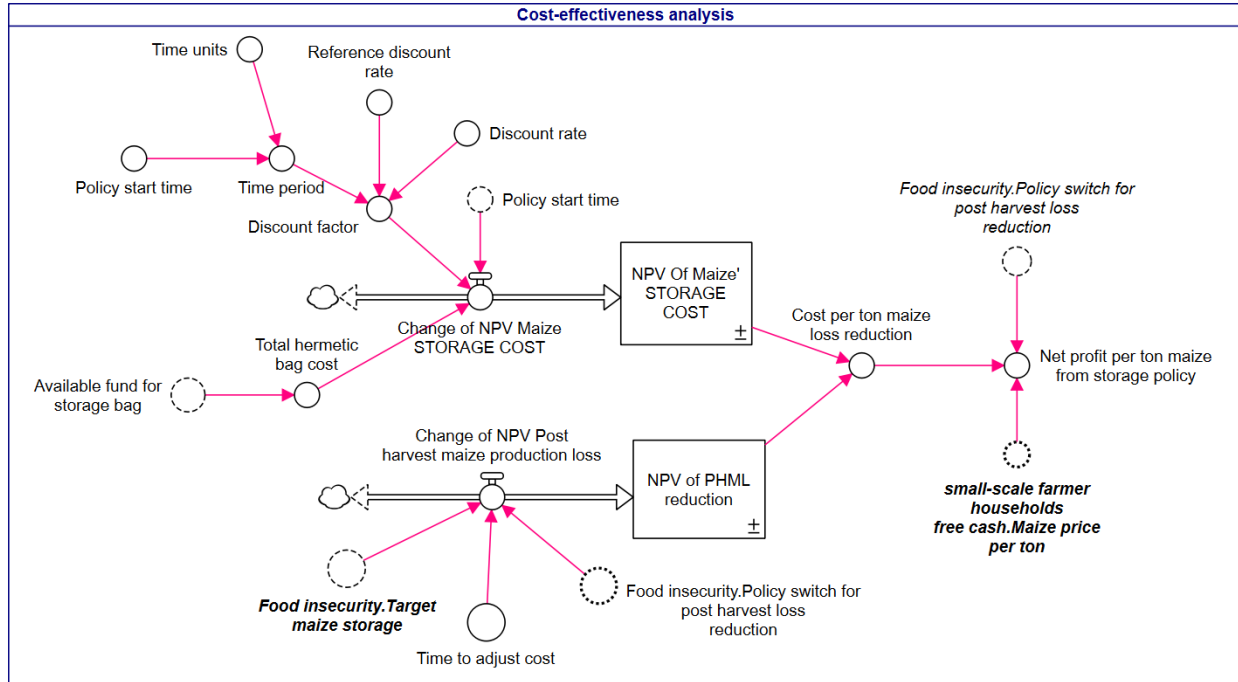 Cost-effectiveness analysis
Time units
Reference discount
rate
Discount rate
Policy start time
Time period
Discount factor
Policy start time
Food insecurity.Policy switch for
post harvest loss
reduction
NPV Of Maize'
STORAGE
COST
±
Change of NPV Maize
STORAGE COST
Cost per ton maize
loss reduction
Total hermetic
bag cost
Net profit per ton maize
from storage policy
Available fund for
storage bag
Change of NPV Post
harvest maize production loss
NPV of PHML
reduction
±
small-scale farmer
households
free cash.Maize price
per ton
Food insecurity.Target
maize storage
Food insecurity.Policy switch for
post harvest loss
reduction
Time to adjust cost